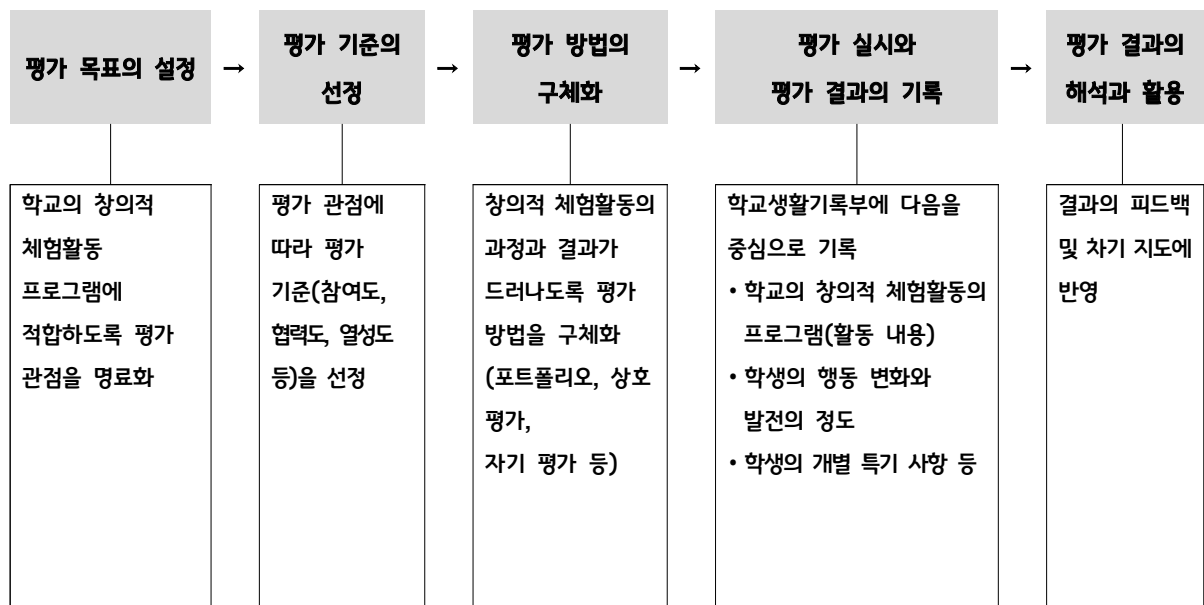 평가 목표의 설정
→
평가 기준의
선정
→
평가 방법의
구체화
→
평가 실시와
평가 결과의 기록
→
평가 결과의
해석과 활용
학교의 창의적
체험활동
프로그램에
적합하도록 평가
관점을 명료화
평가 관점에
따라 평가
기준(참여도,
협력도, 열성도
등)을 선정
창의적 체험활동의
과정과 결과가
드러나도록 평가
방법을 구체화
(포트폴리오, 상호
평가,
자기 평가 등)
학교생활기록부에 다음을
중심으로 기록
• 학교의 창의적 체험활동의
프로그램(활동 내용)
• 학생의 행동 변화와
발전의 정도
• 학생의 개별 특기 사항 등
결과의 피드백
및 차기 지도에
반영